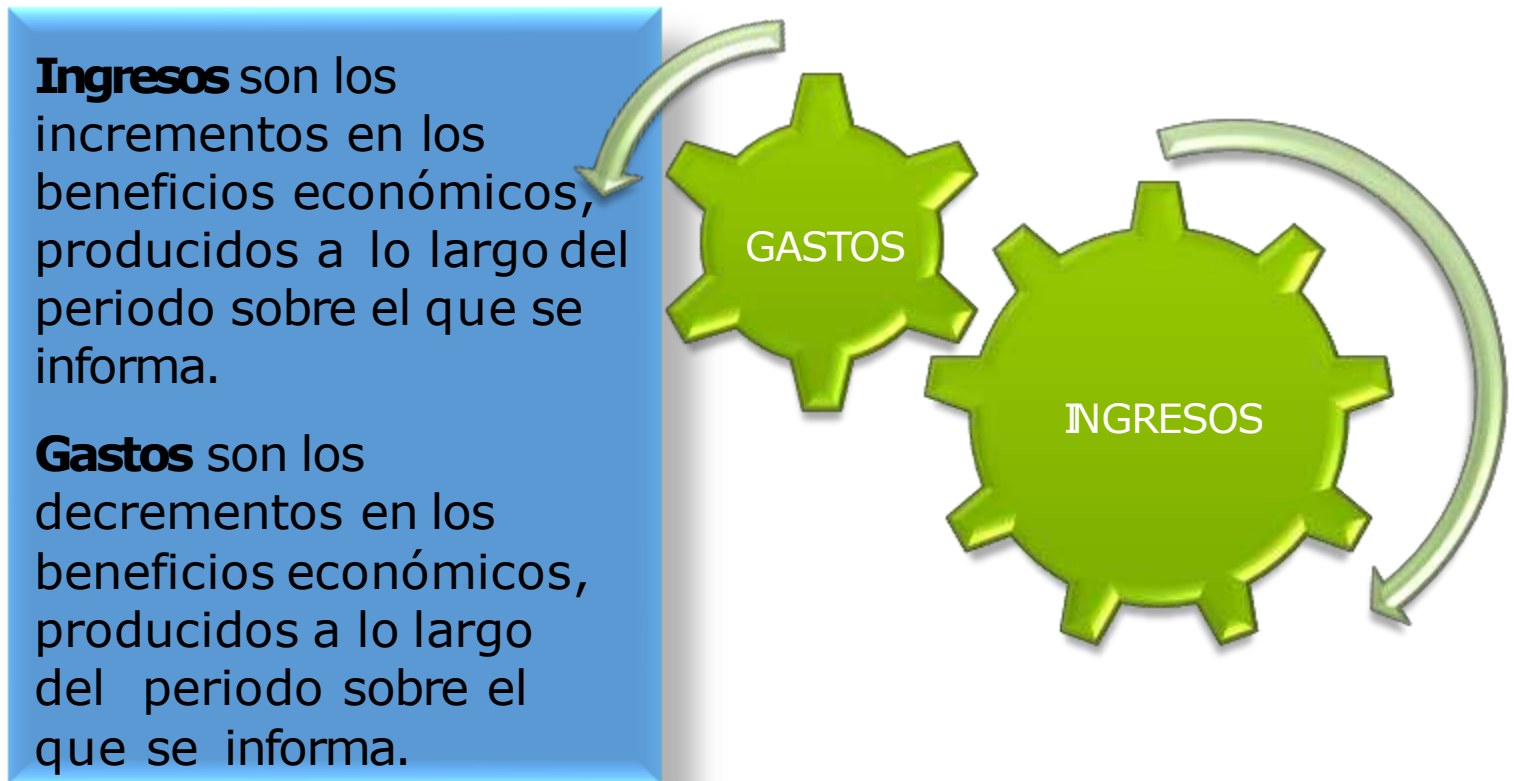 Ingresos son los
incrementos en los
beneficios económicos,
producidos a lo largo del
periodo sobre el que se
informa.
Gastos son los
decrementos en los
beneficios económicos,
producidos a lo largo
del periodo sobre el
que se informa.
GASTOS
INGRESOS